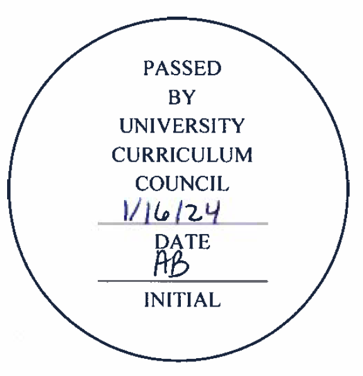 PASSED
BY
UNIVERSITY
CURRICULUM
COUNCIL
1/16/24
DATE
AB
INITIAL